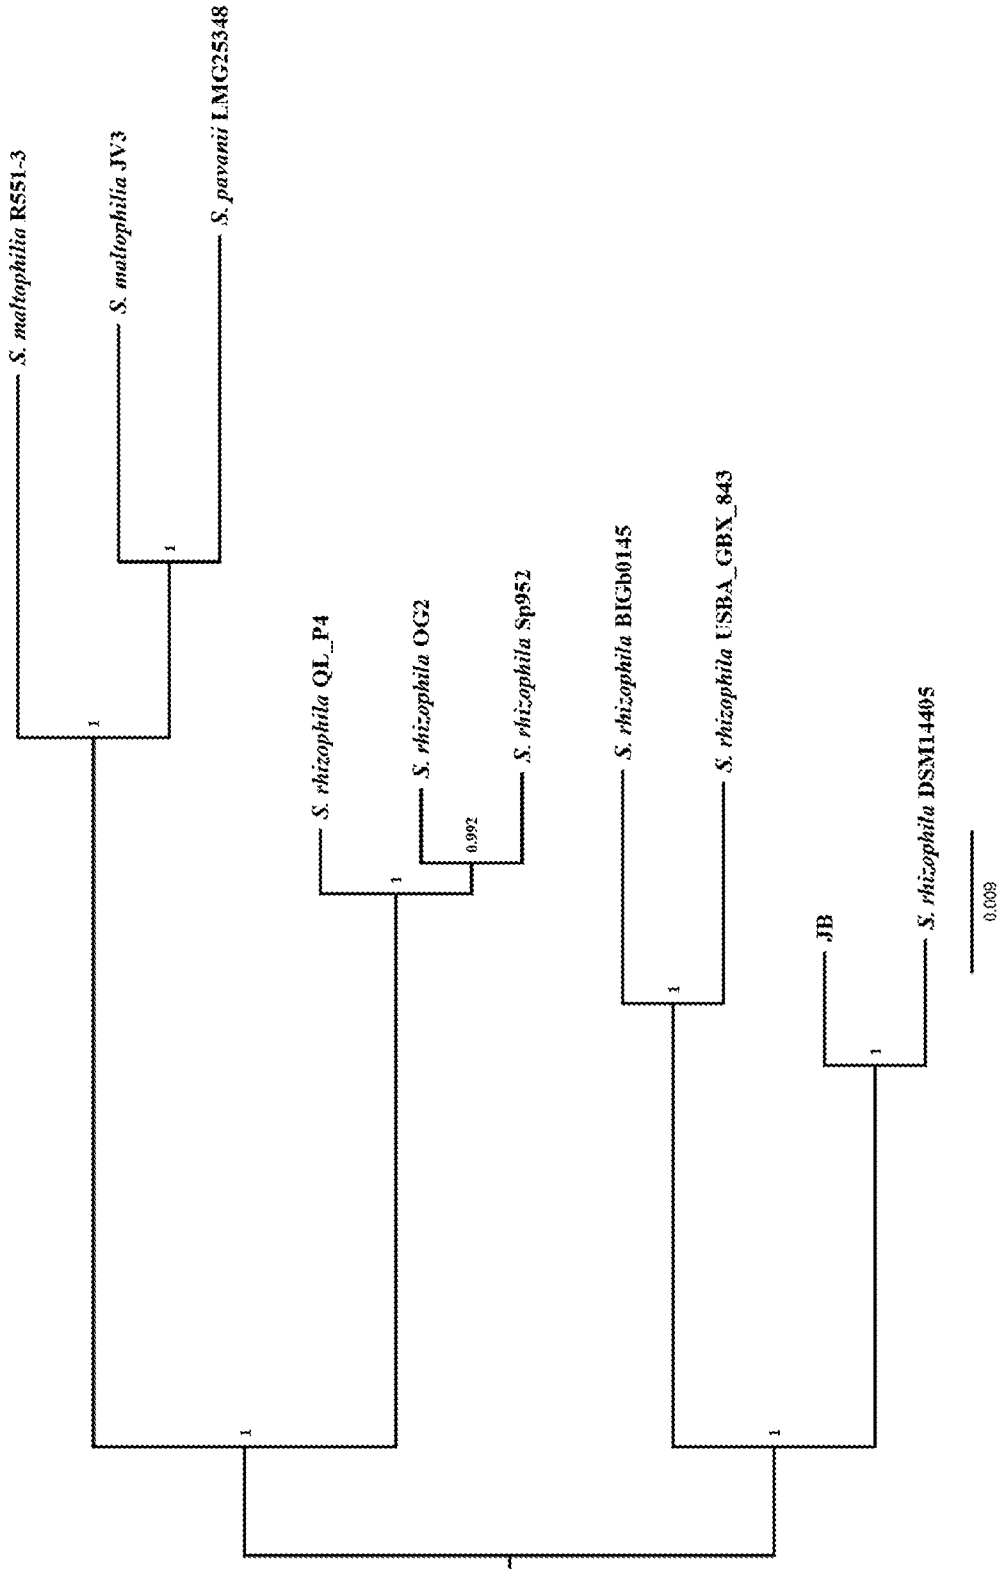 S. maltophilia R551-3
1
S. maltophilia JV3
1
S. pavanii LMG25348
1
S. rhizophila QL_P4
1
S. rhizophila OG2
0.992
S. rhizophila Sp952
S. rhizophila BIGb0145
1
S. rhizophila USBA_GBX_843
1
JB
1
S. rhizophila DSM14405
0.009